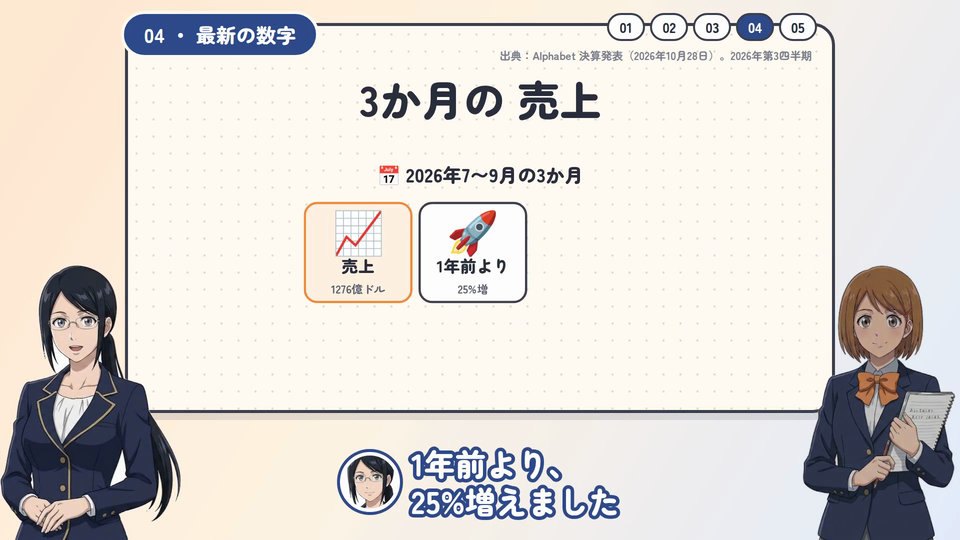 04 ・ 最新の数字
01 02 03 04 05
出典：Alphabet 決算発表（2026年10月28日）。2026年第3四半期
3か月の 売上
July 17 2026年7〜9月の3か月
売上
1276億ドル
1年前より
25%増
1年前より、
25%増えました